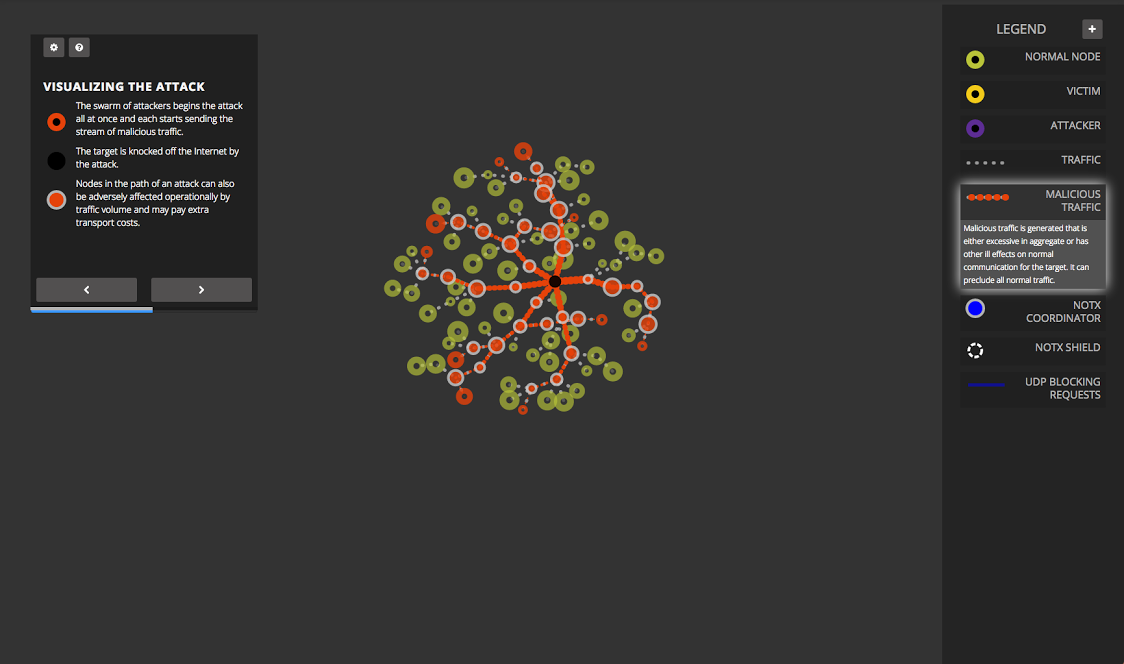 VISUALIZING THE ATTACK
The swarm of attackers begins the attack
all at once and each starts sending the
stream of malicious traffic.
The target is knocked off the Internet by
the attack.
Nodes in the path of an attack can also
be adversely affected operationally by
traffic volume and may pay extra
transport costs.
LEGEND
NORMAL NODE
VICTIM
ATTACKER
TRAFFIC
MALICIOUS
TRAFFIC
Malicious traffic is generated that is
either excessive in aggregate or has
other ill effects on normal
communication for the target. It can
preclude all normal traffic.
NOTX
COORDINATOR
NOTX SHIELD
UDP BLOCKING
REQUESTS